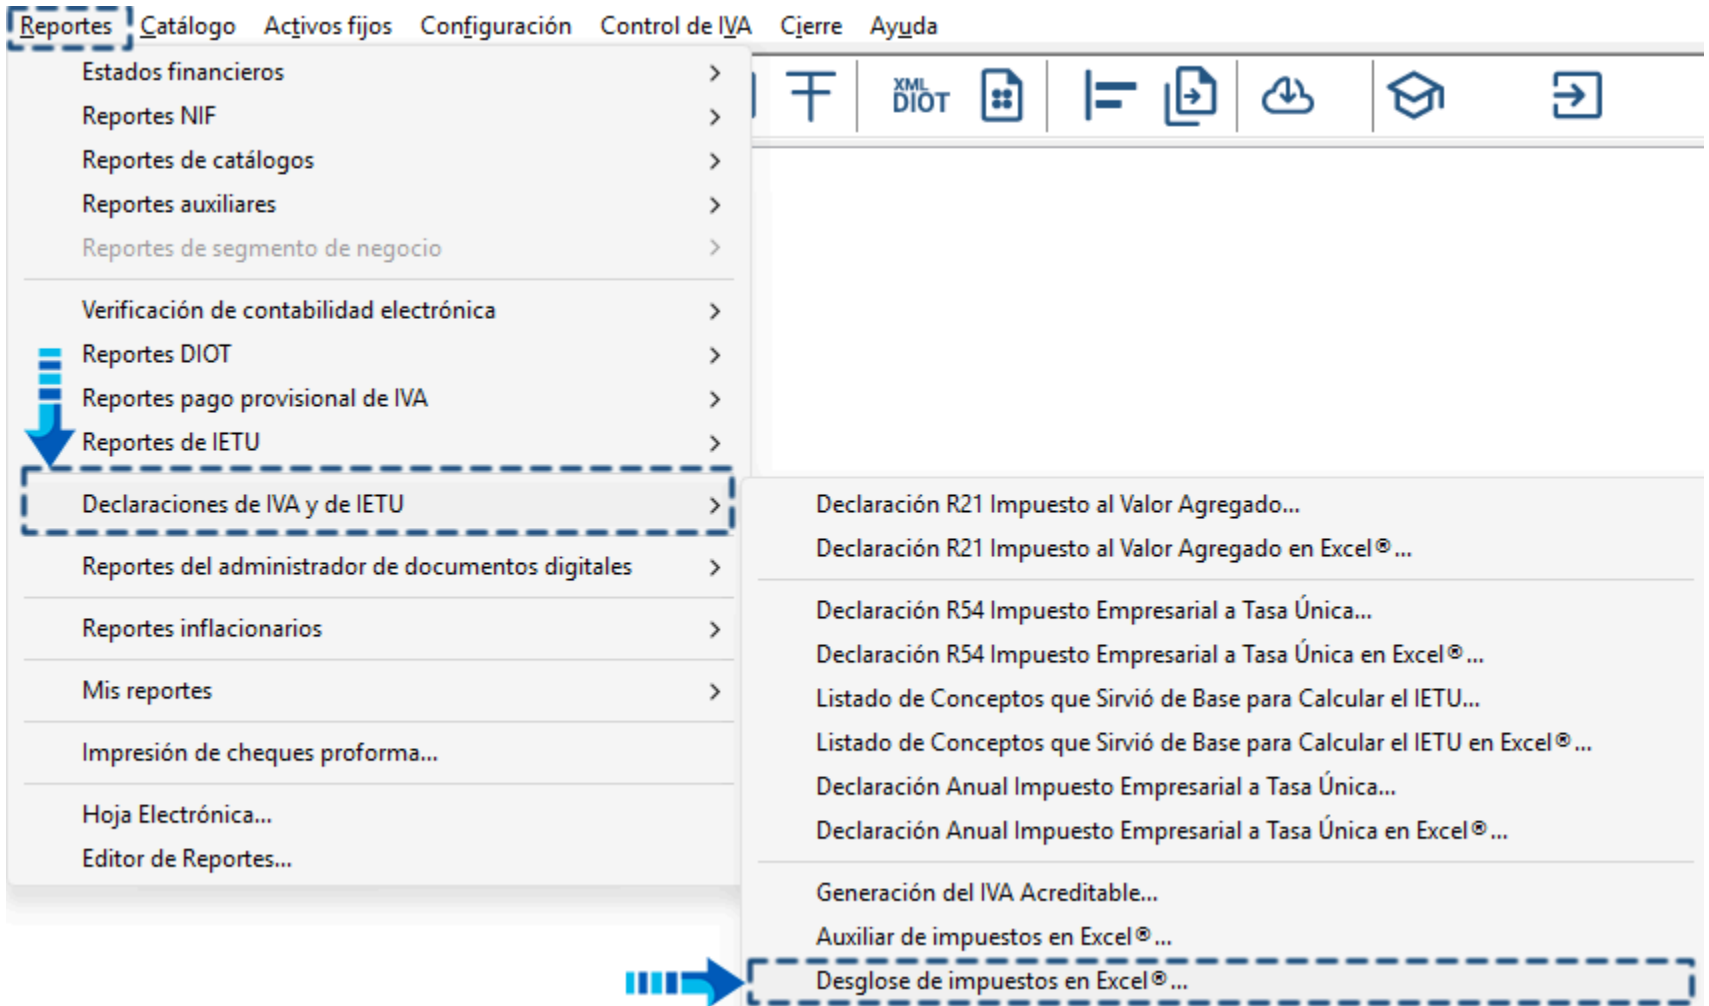 Reportes Catálogo Activos fijos Configuración Control de IVA Cierre Ayuda
XML
DIOT
Estados financieros
Reportes NIF
Reportes de catálogos
Reportes auxiliares
Reportes de segmento de negocio
Verificación de contabilidad electrónica
Reportes DIOT
Reportes pago provisional de IVA
Reportes de IETU
Declaraciones de IVA y de IETU
Reportes del administrador de documentos digitales
Reportes inflacionarios
Mis reportes
Impresión de cheques proforma...
Hoja Electrónica...
Editor de Reportes...
Declaración R21 Impuesto al Valor Agregado...
Declaración R21 Impuesto al Valor Agregado en Excel®...
Declaración R54 Impuesto Empresarial a Tasa Única...
Declaración R54 Impuesto Empresarial a Tasa Única en Excel®...
Listado de Conceptos que Sirvió de Base para Calcular el IETU...
Listado de Conceptos que Sirvió de Base para Calcular el IETU en Excel®...
Declaración Anual Impuesto Empresarial a Tasa Única...
Declaración Anual Impuesto Empresarial a Tasa Única en Excel®...
Generación del IVA Acreditable...
Auxiliar de impuestos en Excel®...
Desglose de impuestos en Excel®...